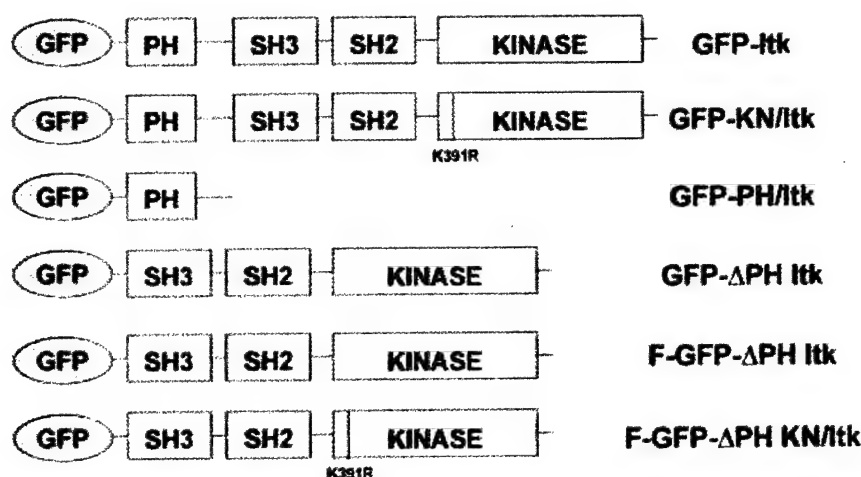 GFP PH SH3 SH2 KINASE GFP-Itk
GFP PH SH3 SH2 KINASE GFP-KN/Itk
K391R
GFP PH GFP-PH/Itk
GFP SH3 SH2 KINASE GFP-ΔPH Itk
GFP SH3 SH2 KINASE F-GFP-ΔPH Itk
GFP SH3 SH2 KINASE F-GFP-ΔPH KN/Itk
K391R